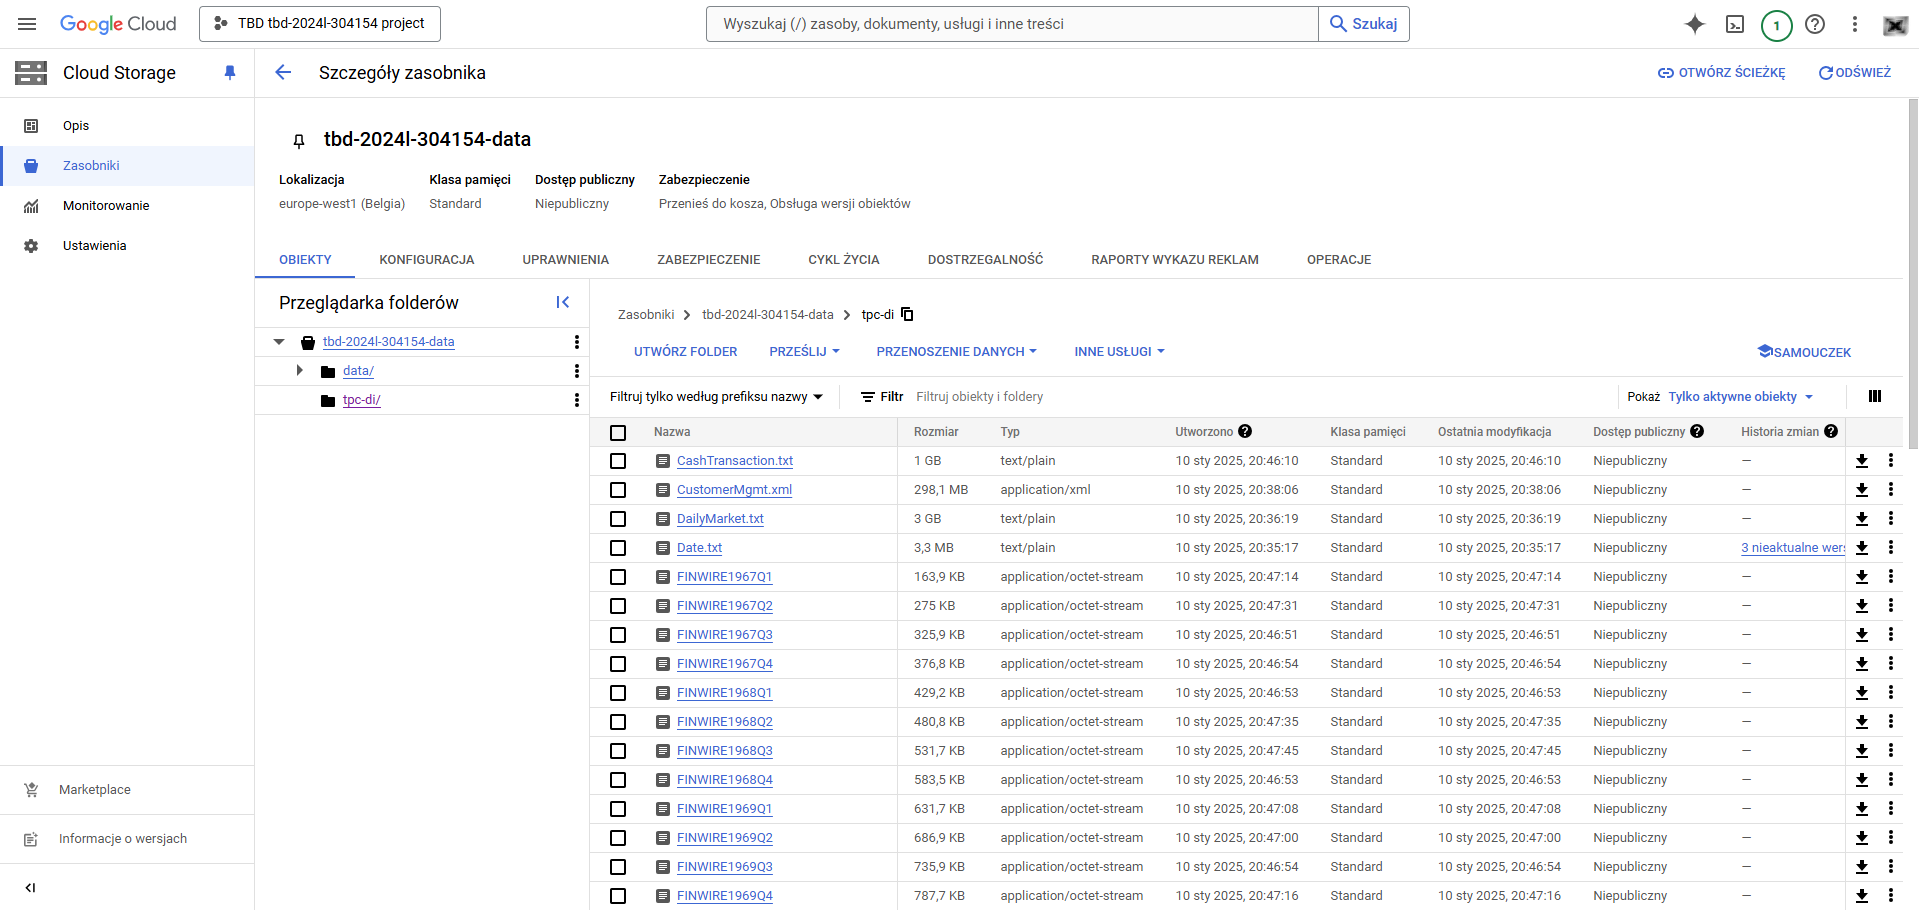 Google Cloud TBD tbd-2024l-304154 project Wyszukaj (/) zasoby, dokumenty, usługi i inne treści Szukaj 1
Cloud Storage Szczegóły zasobnika OTWÓRZ ŚCIEŻKĘ ODŚWIEŻ
Opis
Zasobniki
Monitorowanie
Ustawienia
Marketplace
Informacje o wersjach
tbd-2024l-304154-data
Lokalizacja Klasa pamięci Dostęp publiczny Zabezpieczenie
europe-west1 (Belgia) Standard Niepubliczny Przenieś do kosza, Obsługa wersji obiektów
OBIEKTY KONFIGURACJA UPRAWNIENIA ZABEZPIECZENIE CYKL ŻYCIA DOSTRZEGALNOŚĆ RAPORTY WYKAZU REKLAM OPERACJE
Przeglądarka folderów
tbd-2024l-304154-data
data/
tpc-di/
Zasobniki tbd-2024l-304154-data tpc-di
UTWÓRZ FOLDER PRZEŚLIJ PRZENOSZENIE DANYCH INNE USŁUGI SAMOUCZEK
Filtruj tylko według prefiksu nazwy Filtr Filtruj obiekty i foldery Pokaż Tylko aktywne obiekty
Nazwa Rozmiar Typ Utworzono Klasa pamięci Ostatnia modyfikacja Dostęp publiczny Historia zmian
CashTransaction.txt 1 GB text/plain 10 sty 2025, 20:46:10 Standard 10 sty 2025, 20:46:10 Niepubliczny —
CustomerMgmt.xml 298,1 MB application/xml 10 sty 2025, 20:38:06 Standard 10 sty 2025, 20:38:06 Niepubliczny —
DailyMarket.txt 3 GB text/plain 10 sty 2025, 20:36:19 Standard 10 sty 2025, 20:36:19 Niepubliczny —
Date.txt 3,3 MB text/plain 10 sty 2025, 20:35:17 Standard 10 sty 2025, 20:35:17 Niepubliczny 3 nieaktualne wers
FINWIRE1967Q1 163,9 KB application/octet-stream 10 sty 2025, 20:47:14 Standard 10 sty 2025, 20:47:14 Niepubliczny —
FINWIRE1967Q2 275 KB application/octet-stream 10 sty 2025, 20:47:31 Standard 10 sty 2025, 20:47:31 Niepubliczny —
FINWIRE1967Q3 325,9 KB application/octet-stream 10 sty 2025, 20:46:51 Standard 10 sty 2025, 20:46:51 Niepubliczny —
FINWIRE1967Q4 376,8 KB application/octet-stream 10 sty 2025, 20:46:54 Standard 10 sty 2025, 20:46:54 Niepubliczny —
FINWIRE1968Q1 429,2 KB application/octet-stream 10 sty 2025, 20:46:53 Standard 10 sty 2025, 20:46:53 Niepubliczny —
FINWIRE1968Q2 480,8 KB application/octet-stream 10 sty 2025, 20:47:35 Standard 10 sty 2025, 20:47:35 Niepubliczny —
FINWIRE1968Q3 531,7 KB application/octet-stream 10 sty 2025, 20:47:45 Standard 10 sty 2025, 20:47:45 Niepubliczny —
FINWIRE1968Q4 583,5 KB application/octet-stream 10 sty 2025, 20:46:53 Standard 10 sty 2025, 20:46:53 Niepubliczny —
FINWIRE1969Q1 631,7 KB application/octet-stream 10 sty 2025, 20:47:08 Standard 10 sty 2025, 20:47:08 Niepubliczny —
FINWIRE1969Q2 686,9 KB application/octet-stream 10 sty 2025, 20:47:00 Standard 10 sty 2025, 20:47:00 Niepubliczny —
FINWIRE1969Q3 735,9 KB application/octet-stream 10 sty 2025, 20:46:54 Standard 10 sty 2025, 20:46:54 Niepubliczny —
FINWIRE1969Q4 787,7 KB application/octet-stream 10 sty 2025, 20:47:16 Standard 10 sty 2025, 20:47:16 Niepubliczny —